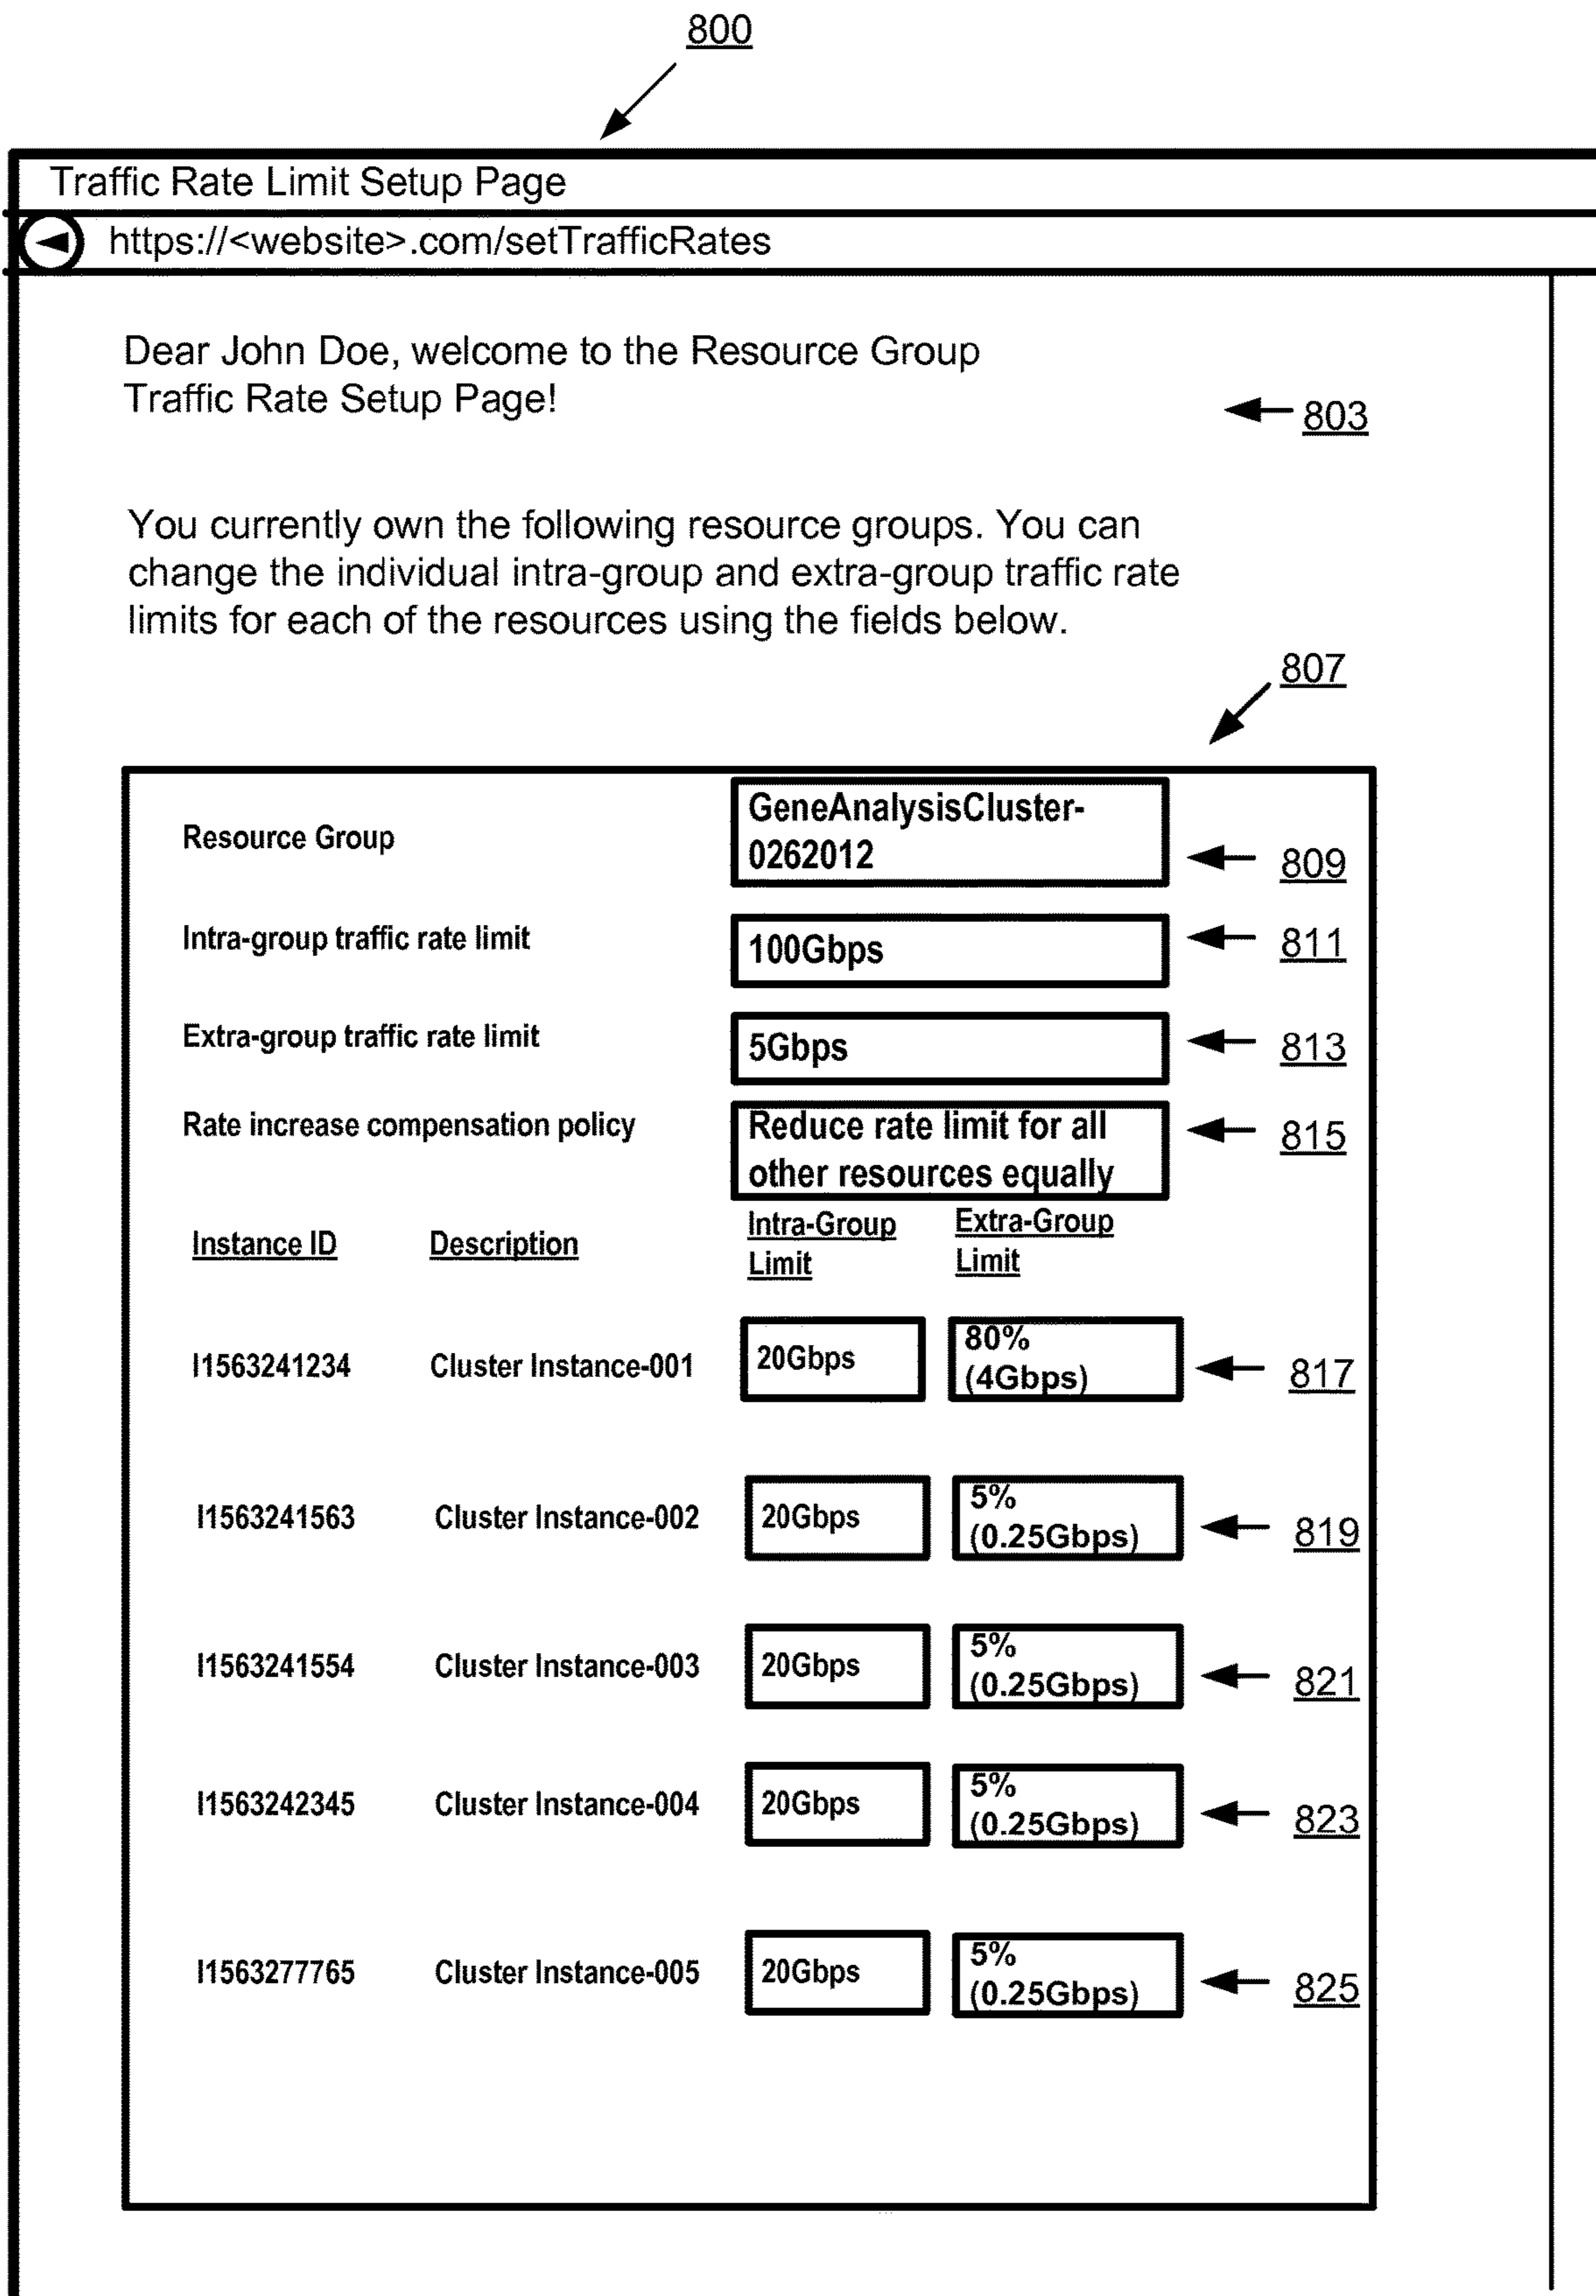 800
Traffic Rate Limit Setup Page
https://<website>.com/setTrafficRates
Dear John Doe, welcome to the Resource Group
Traffic Rate Setup Page!
803
You currently own the following resource groups. You can
change the individual intra-group and extra-group traffic rate
limits for each of the resources using the fields below.
807
Resource Group
GeneAnalysisCluster-
0262012
809
Intra-group traffic rate limit
100Gbps
811
Extra-group traffic rate limit
5Gbps
813
Rate increase compensation policy
Reduce rate limit for all
other resources equally
815
Instance ID
Description
Intra-Group
Limit
Extra-Group
Limit
I1563241234
Cluster Instance-001
20Gbps
80%
(4Gbps)
817
I1563241563
Cluster Instance-002
20Gbps
5%
(0.25Gbps)
819
I1563241554
Cluster Instance-003
20Gbps
5%
(0.25Gbps)
821
I1563242345
Cluster Instance-004
20Gbps
5%
(0.25Gbps)
823
I1563277765
Cluster Instance-005
20Gbps
5%
(0.25Gbps)
825